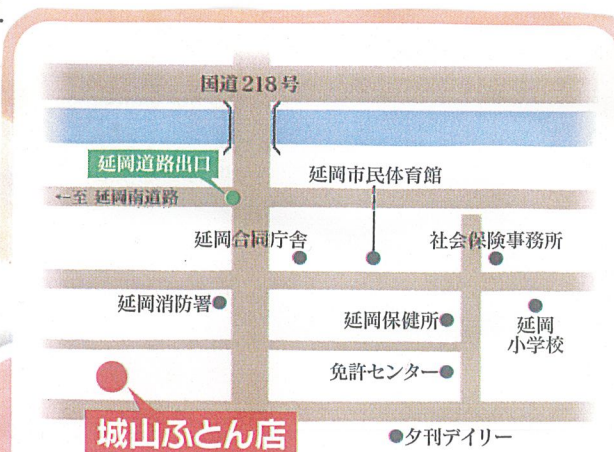 国道218号
延岡道路出口
延岡市民体育館
←至 延岡南道路
延岡合同庁舎
社会保険事務所
延岡消防署
延岡保健所
延岡
小学校
免許センター
城山ふとん店
夕刊デイリー